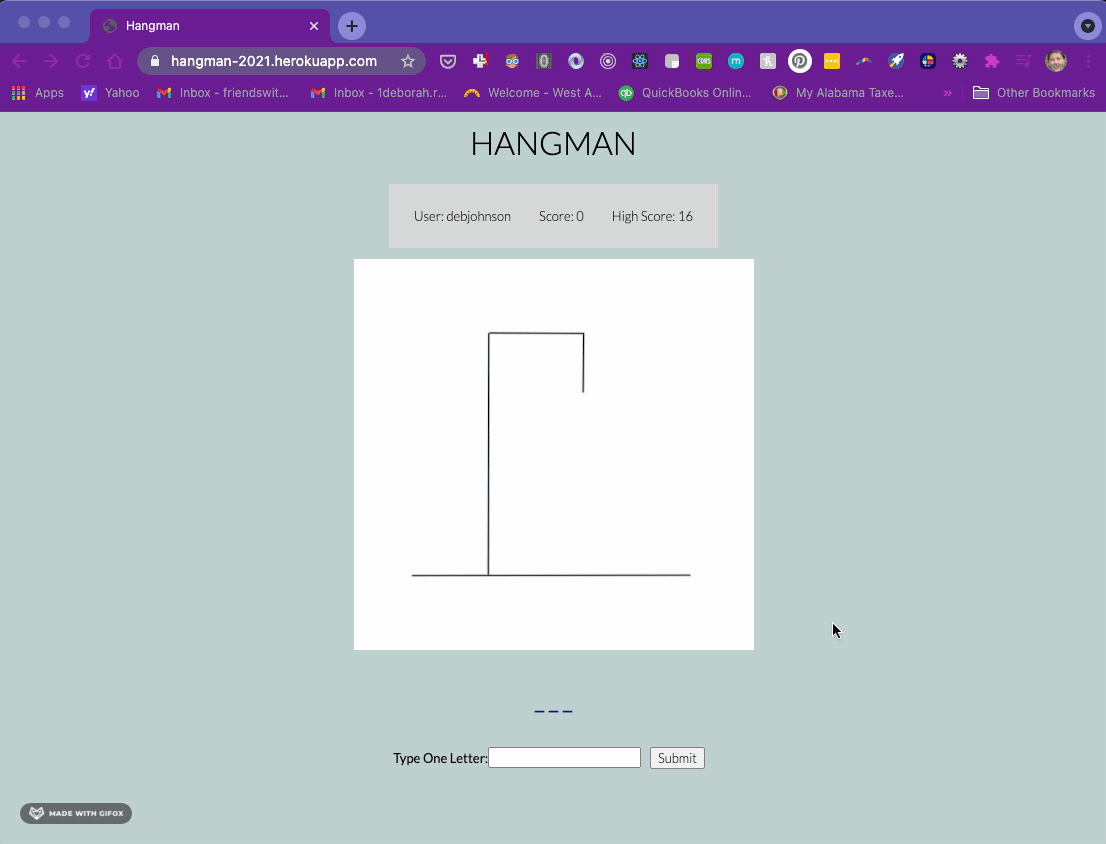 Hangman
hangman-2021.herokuapp.com
Apps Yahoo Inbox - friendswit... Inbox - 1deborah.r... Welcome - West A... QuickBooks Onlin... My Alabama Taxe... » Other Bookmarks
HANGMAN
User: debjohnson Score: 0 High Score: 16
_ _ _
Type One Letter: Submit
MADE WITH GIFOX